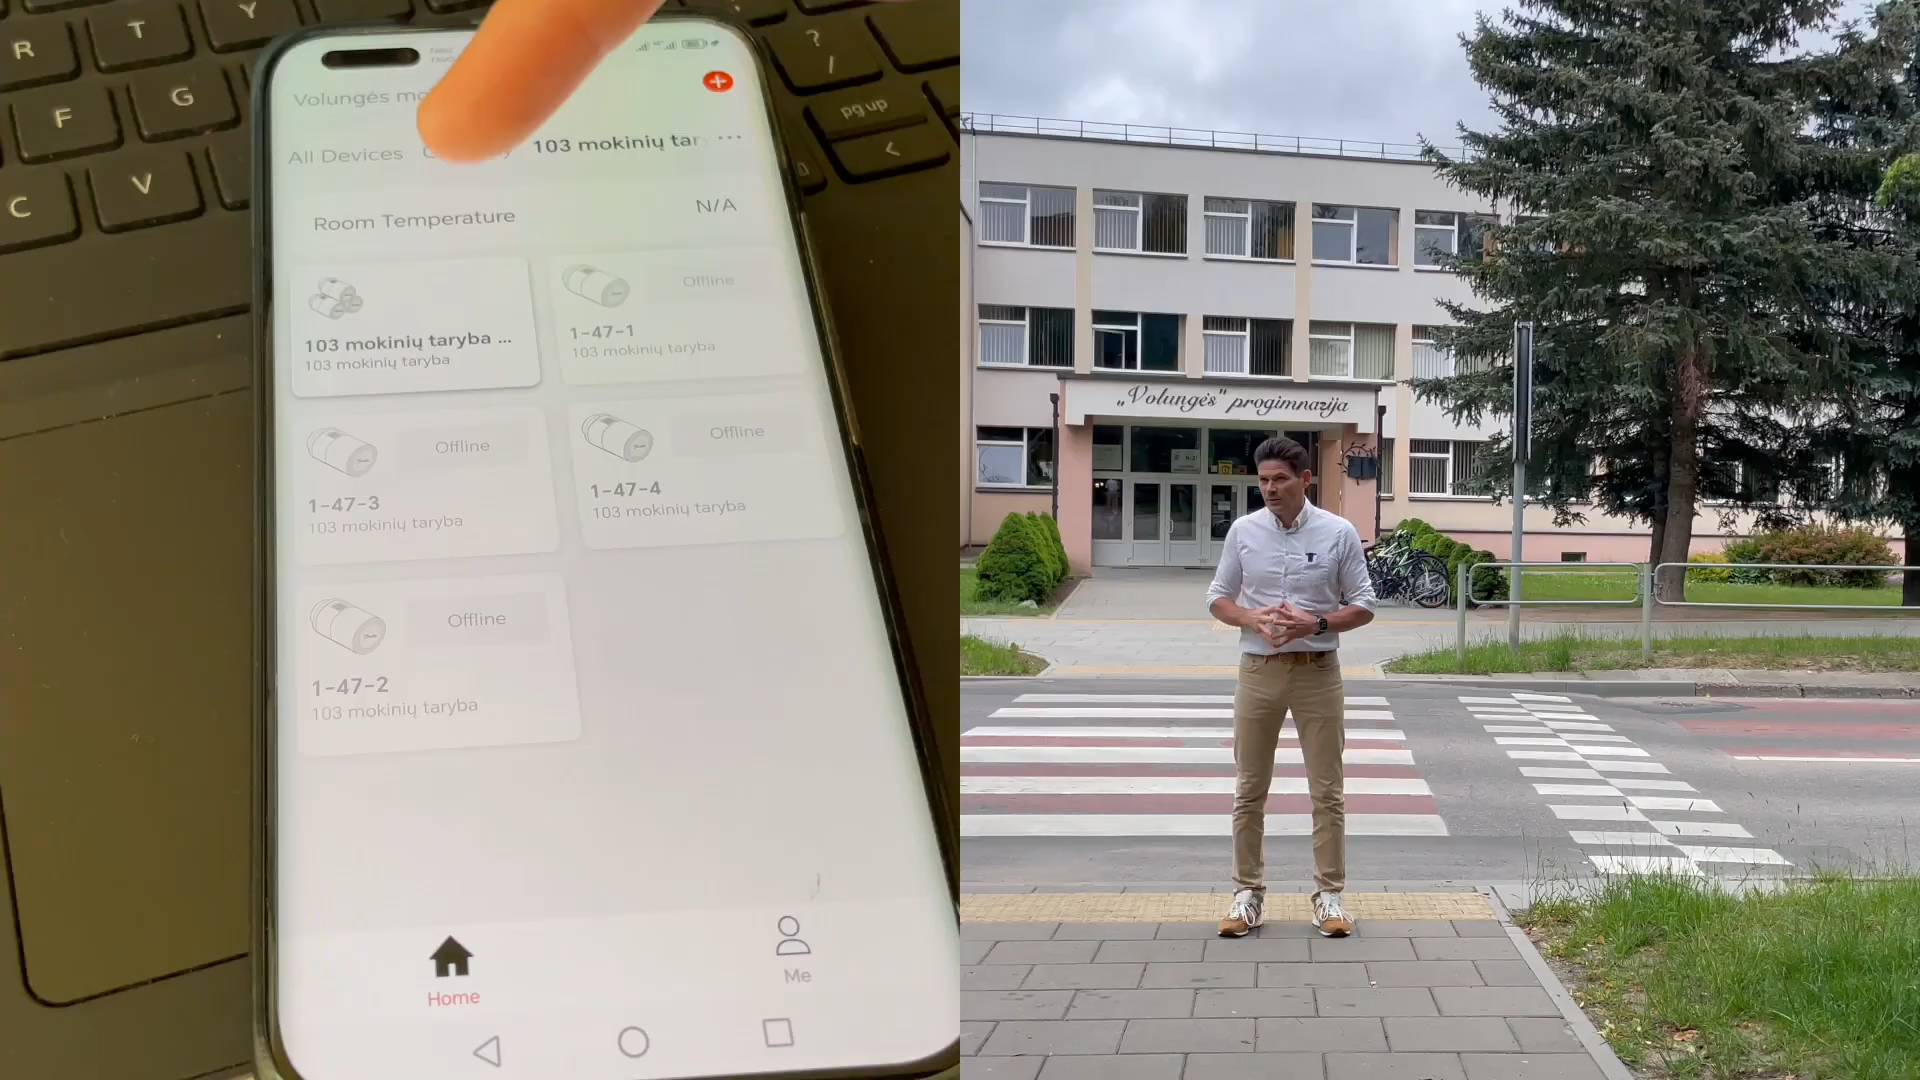 R
T
Y
?
/
F
G
pg up
<
C
V
Volungės
All Devices
103 mokinių tar
...
Room Temperature
N/A
103 mokinių taryba ...
103 mokinių taryba
Offline
1-47-1
103 mokinių taryba
Offline
1-47-3
103 mokinių taryba
Offline
1-47-4
103 mokinių taryba
Offline
1-47-2
103 mokinių taryba
Home
Me
„Volungės” progimnazija